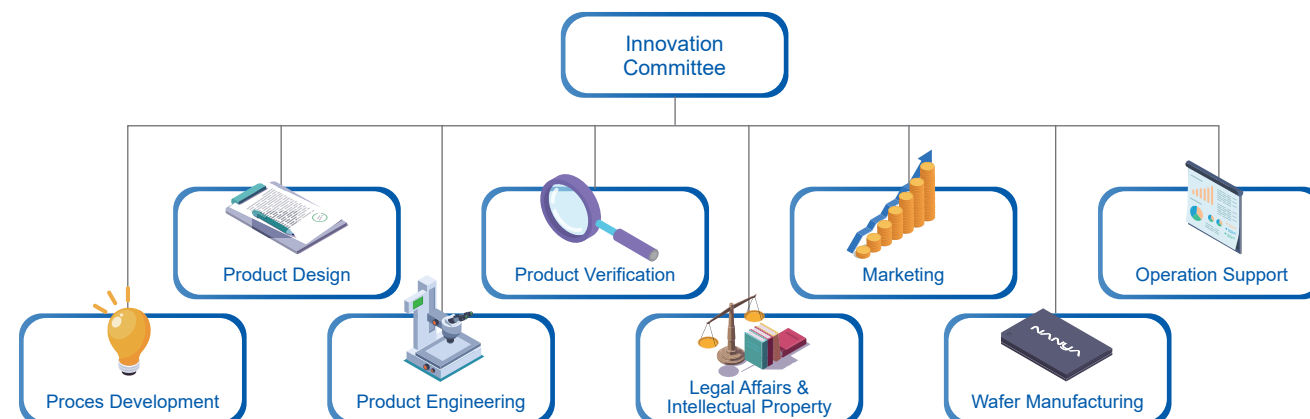 Innovation
Committee
Product Design
Product Verification
Marketing
Operation Support
Proces Development
Product Engineering
Legal Affairs &
Intellectual Property
NANYA
Wafer Manufacturing